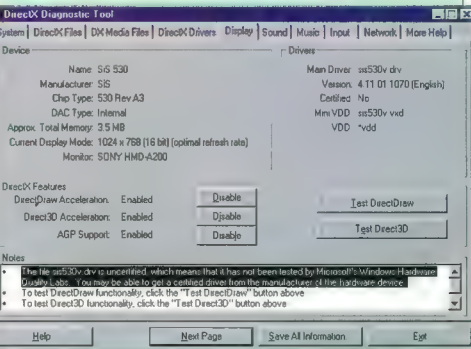 DirectX Diagnostic Tool
System | DirectX Files | DX Media Files | DirectX Drivers | Display | Sound | Music | Input | Network | More Help
Device
Name: SiS 530
Manufacturer: SiS
Chip Type: 530 Rev A3
DAC Type: Internal
Approx. Total Memory: 3.5 MB
Current Display Mode: 1024 x 768 (16 bit) (optimal refresh rate)
Monitor: SONY HMD-A200
Drivers
Main Driver: sis530v.drv
Version: 4.11.01.1070 (English)
Certified: No
Mini VDD: sis530v.vxd
VDD: *vdd
DirectX Features
DirectDraw Acceleration: Enabled Disable
Direct3D Acceleration: Enabled Disable
AGP Support: Enabled Disable
Test DirectDraw
Test Direct3D
Notes
• The file sis530v.drv is uncertified, which means that it has not been tested by Microsoft's Windows Hardware
Quality Labs. You may be able to get a certified driver from the manufacturer of the hardware device.
• To test DirectDraw functionality, click the "Test DirectDraw" button above.
• To test Direct3D functionality, click the "Test Direct3D" button above.
Help Next Page Save All Information Exit